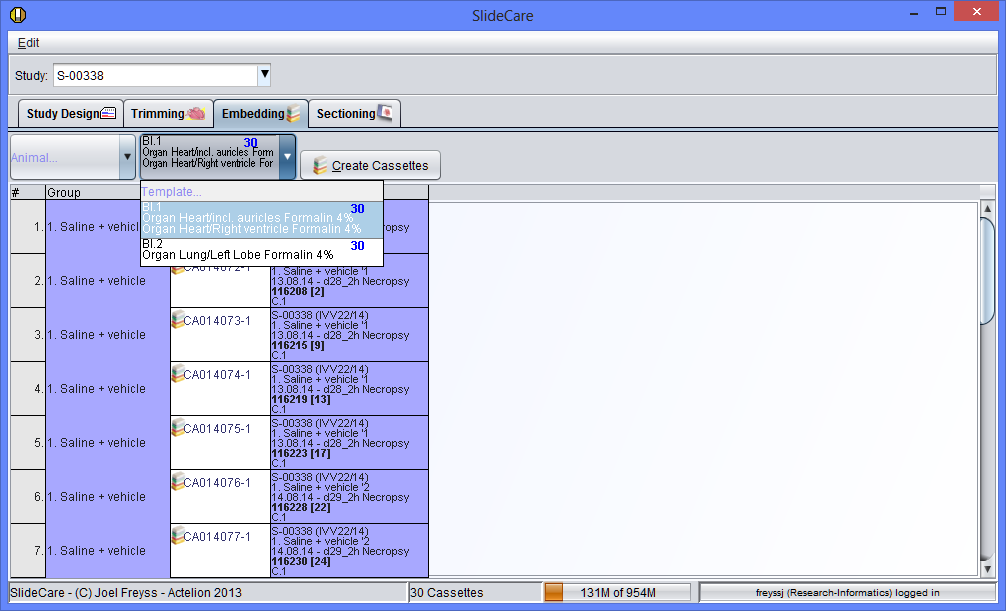 SlideCare
Edit
Study: S-00338
Study Design Trimming Embedding Sectioning
Animal...
Bl.1 30
Organ Heart/incl. auricles Form
Organ Heart/Right ventricle For
Create Cassettes
# Group
Template...
Bl.1 30
Organ Heart/incl. auricles Formalin 4%
Organ Heart/Right ventricle Formalin 4%
Bl.2 30
Organ Lung/Left Lobe Formalin 4%
1. 1. Saline + vehicl
opsy
2. 1. Saline + vehicle CA014072-1
1. Saline + vehicle '1
13.08.14 - d28_2h Necropsy
116208 [2]
C.1
3. 1. Saline + vehicle CA014073-1
S-00338 (IVV22/14)
1. Saline + vehicle '1
13.08.14 - d28_2h Necropsy
116215 [9]
C.1
4. 1. Saline + vehicle CA014074-1
S-00338 (IVV22/14)
1. Saline + vehicle '1
13.08.14 - d28_2h Necropsy
116219 [13]
C.1
5. 1. Saline + vehicle CA014075-1
S-00338 (IVV22/14)
1. Saline + vehicle '1
13.08.14 - d28_2h Necropsy
116223 [17]
C.1
6. 1. Saline + vehicle CA014076-1
S-00338 (IVV22/14)
1. Saline + vehicle '2
14.08.14 - d29_2h Necropsy
116228 [22]
C.1
7. 1. Saline + vehicle CA014077-1
S-00338 (IVV22/14)
1. Saline + vehicle '2
14.08.14 - d29_2h Necropsy
116230 [24]
C.1
SlideCare - (C) Joel Freyss - Actelion 2013
30 Cassettes
131M of 954M
freyssj (Research-Informatics) logged in